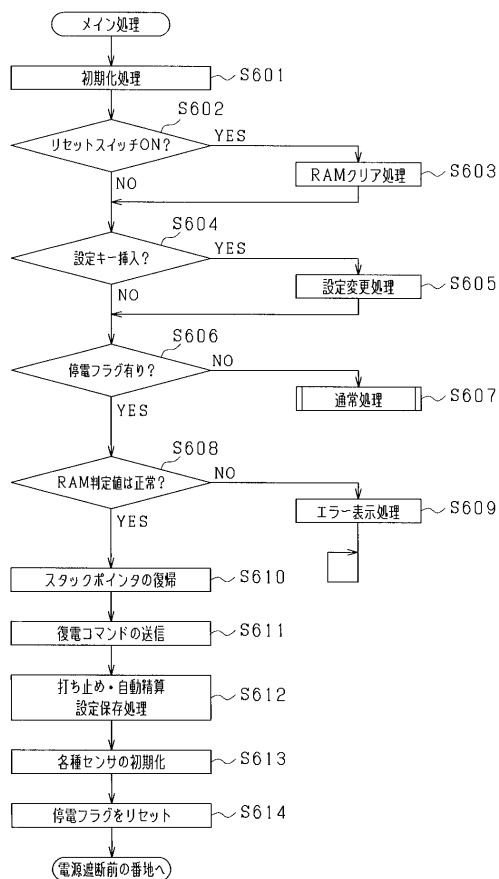 メイン処理
初期化処理
S601
S602
リセットスイッチON?
YES
NO
RAMクリア処理
S603
S604
設定キー挿入?
YES
NO
設定変更処理
S605
S606
停電フラグ有り?
NO
YES
通常処理
S607
S608
RAM判定値は正常?
NO
YES
エラー表示処理
S609
スタックポインタの復帰
S610
復電コマンドの送信
S611
打ち止め・自動精算
設定保存処理
S612
各種センサの初期化
S613
停電フラグをリセット
S614
電源遮断前の番地へ